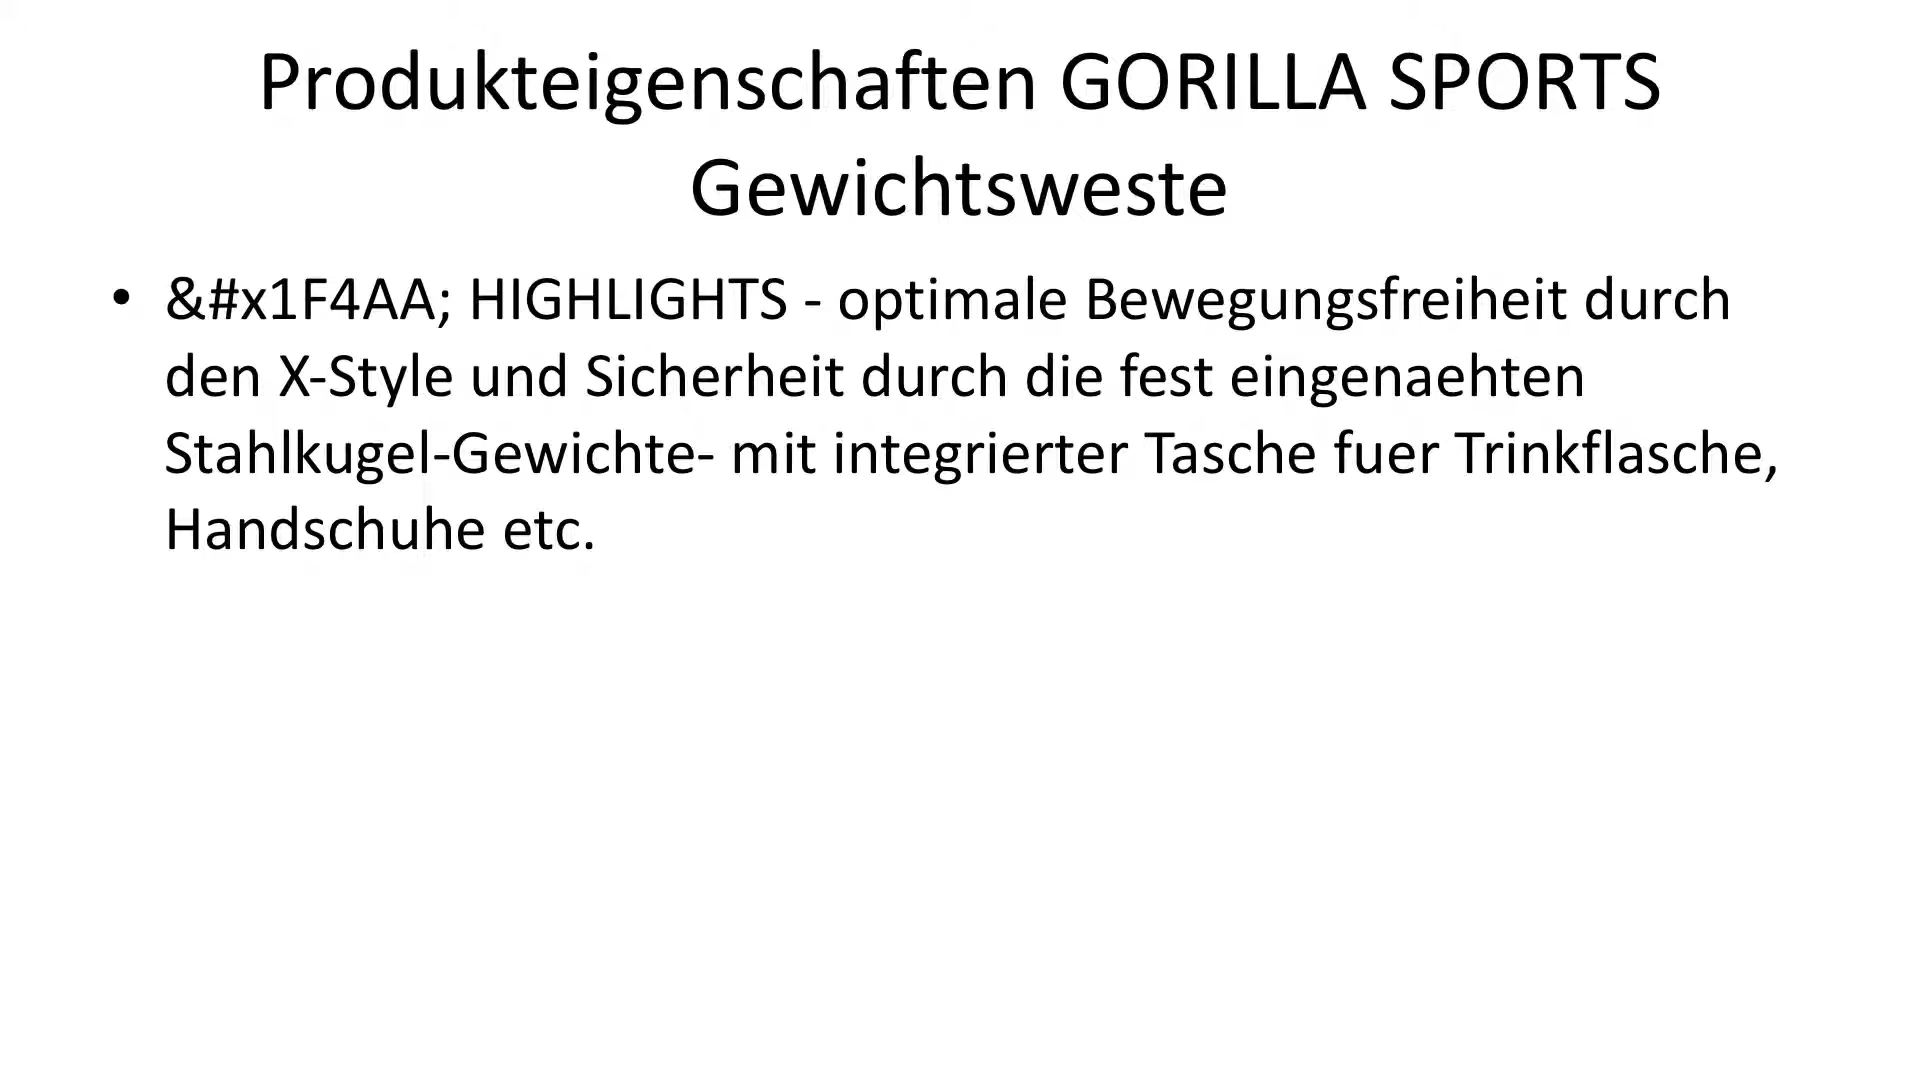 Produkteigenschaften GORILLA SPORTS
Gewichtsweste
• &#x1F4AA; HIGHLIGHTS - optimale Bewegungsfreiheit durch
den X-Style und Sicherheit durch die fest eingenaehten
Stahlkugel-Gewichte- mit integrierter Tasche fuer Trinkflasche,
Handschuhe etc.